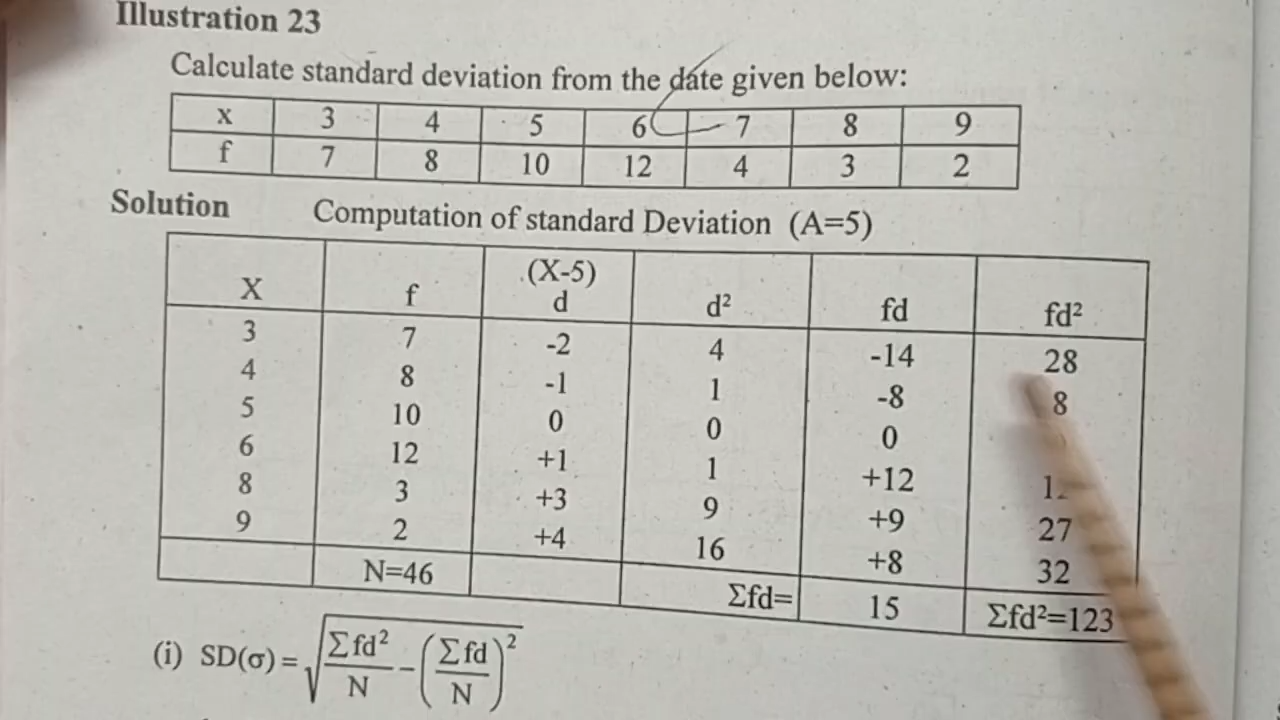 Illustration 23
Calculate standard deviation from the date given below:
x 3 4 5 6 7 8 9
f 7 8 10 12 4 3 2
Solution Computation of standard Deviation (A=5)
X f (X-5) d d² fd fd²
3 7 -2 4 -14 28
4 8 -1 1 -8 8
5 10 0 0 0
6 12 +1 1 +12
8 3 +3 9 +9 27
9 2 +4 16 +8 32
N=46 Σfd= 15 Σfd²=123
(i) SD(σ) = √ Σfd²/N − (Σfd/N)²